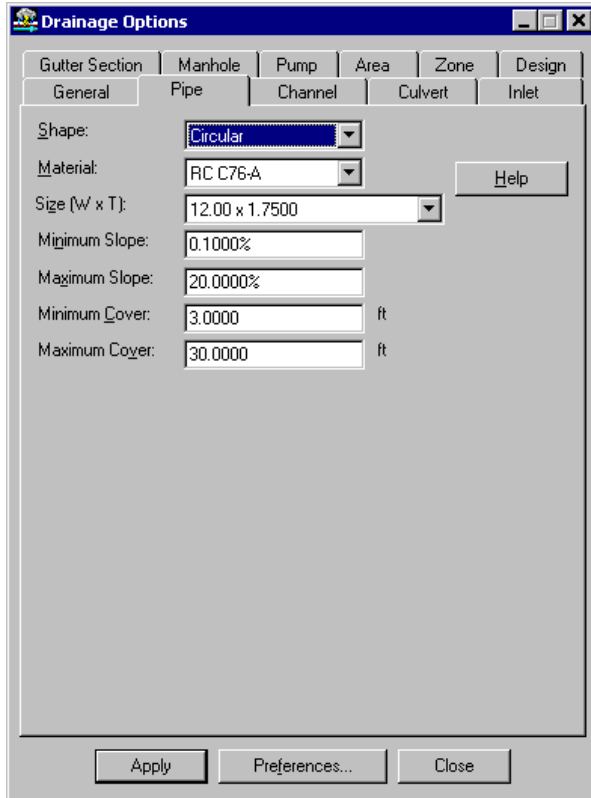 Drainage Options
Gutter Section Manhole Pump Area Zone Design
General Pipe Channel Culvert Inlet
Shape: Circular
Material: RC C76-A
Help
Size (W x T): 12.00 x 1.7500
Minimum Slope: 0.1000%
Maximum Slope: 20.0000%
Minimum Cover: 3.0000 ft
Maximum Cover: 30.0000 ft
Apply Preferences... Close